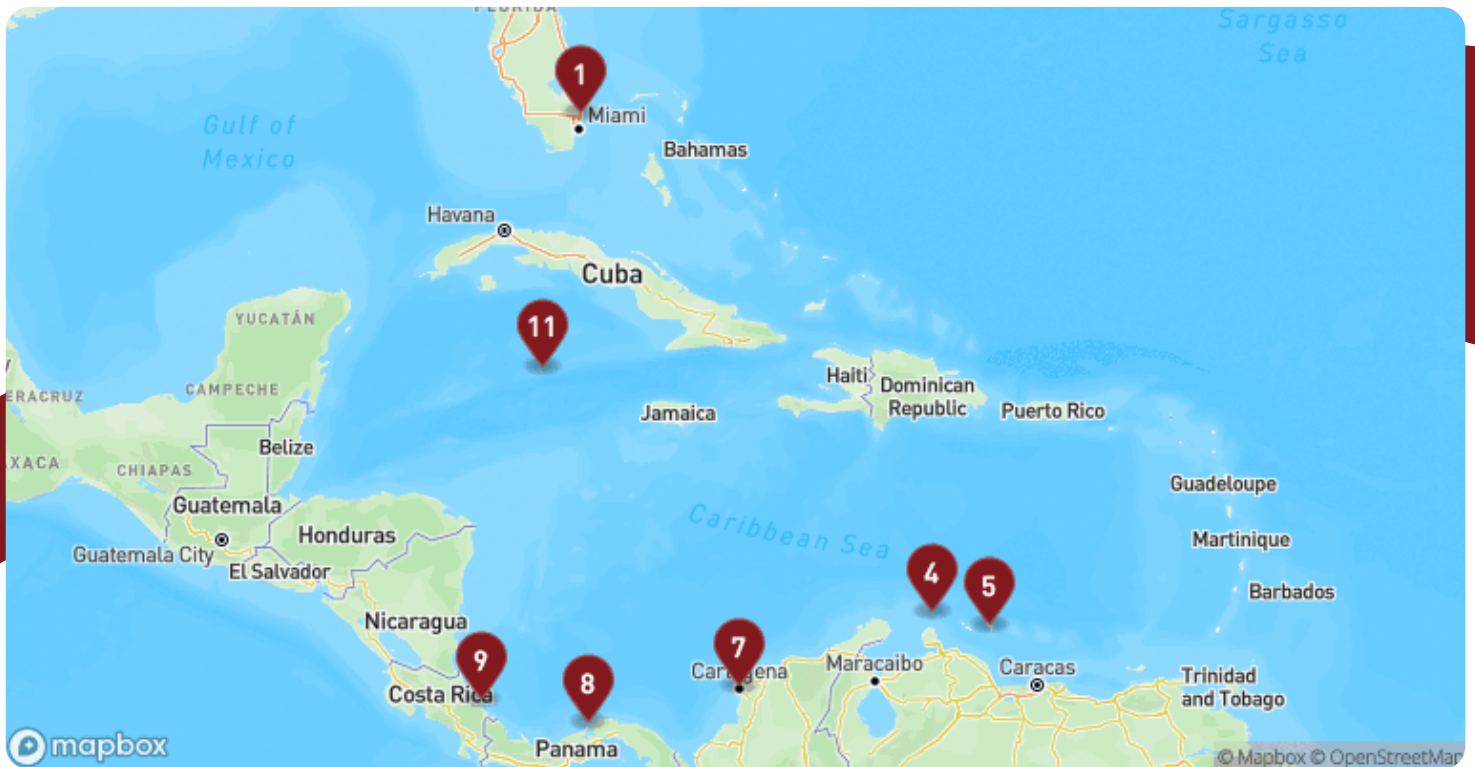 FLORIDA
Sargasso
Sea
1
Miami
Gulf of
Mexico
Bahamas
Havana
Cuba
YUCATÁN
11
CAMPECHE
Haiti
Dominican
Republic
Puerto Rico
Jamaica
ERACRUZ
Belize
AXACA
CHIAPAS
Guadeloupe
Guatemala
Caribbean Sea
Honduras
Martinique
Guatemala City
El Salvador
4
5
Barbados
Nicaragua
7
9
Cartagena
Maracaibo
Caracas
Trinidad
and Tobago
8
Costa Rica
Panama
mapbox
© Mapbox © OpenStreetMap